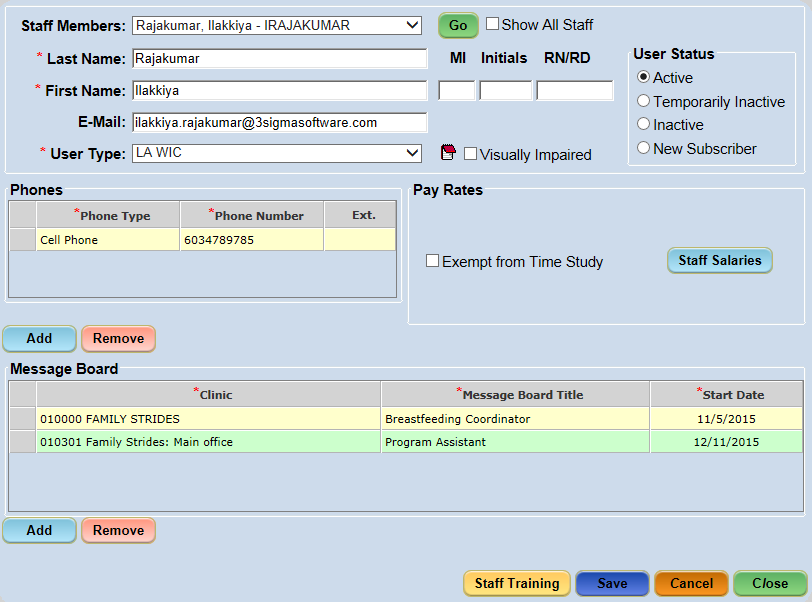 Staff Members: Rajakumar, Ilakkiya - IRAJAKUMAR Go Show All Staff
* Last Name: Rajakumar MI Initials RN/RD
* First Name: Ilakkiya
E-Mail: ilakkiya.rajakumar@3sigmasoftware.com
* User Type: LA WIC Visually Impaired
User Status
Active
Temporarily Inactive
Inactive
New Subscriber
Phones
*Phone Type *Phone Number Ext.
Cell Phone 6034789785
Add Remove
Pay Rates
Exempt from Time Study Staff Salaries
Message Board
*Clinic *Message Board Title *Start Date
010000 FAMILY STRIDES Breastfeeding Coordinator 11/5/2015
010301 Family Strides: Main office Program Assistant 12/11/2015
Add Remove
Staff Training Save Cancel Close